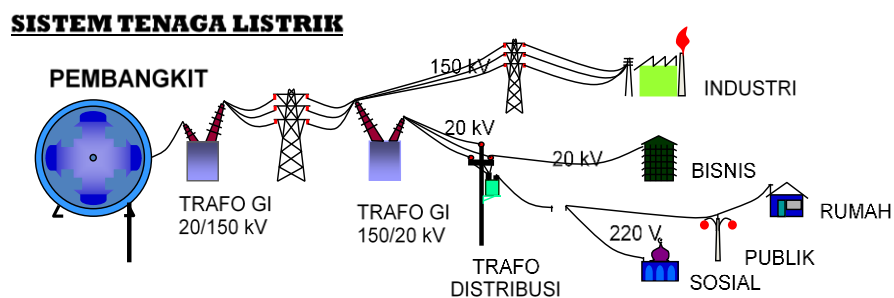 SISTEM TENAGA LISTRIK
PEMBANGKIT
150 kV
INDUSTRI
20 kV
20 kV
BISNIS
TRAFO GI
20/150 kV
TRAFO GI
150/20 kV
RUMAH
220 V
PUBLIK
SOSIAL
TRAFO
DISTRIBUSI